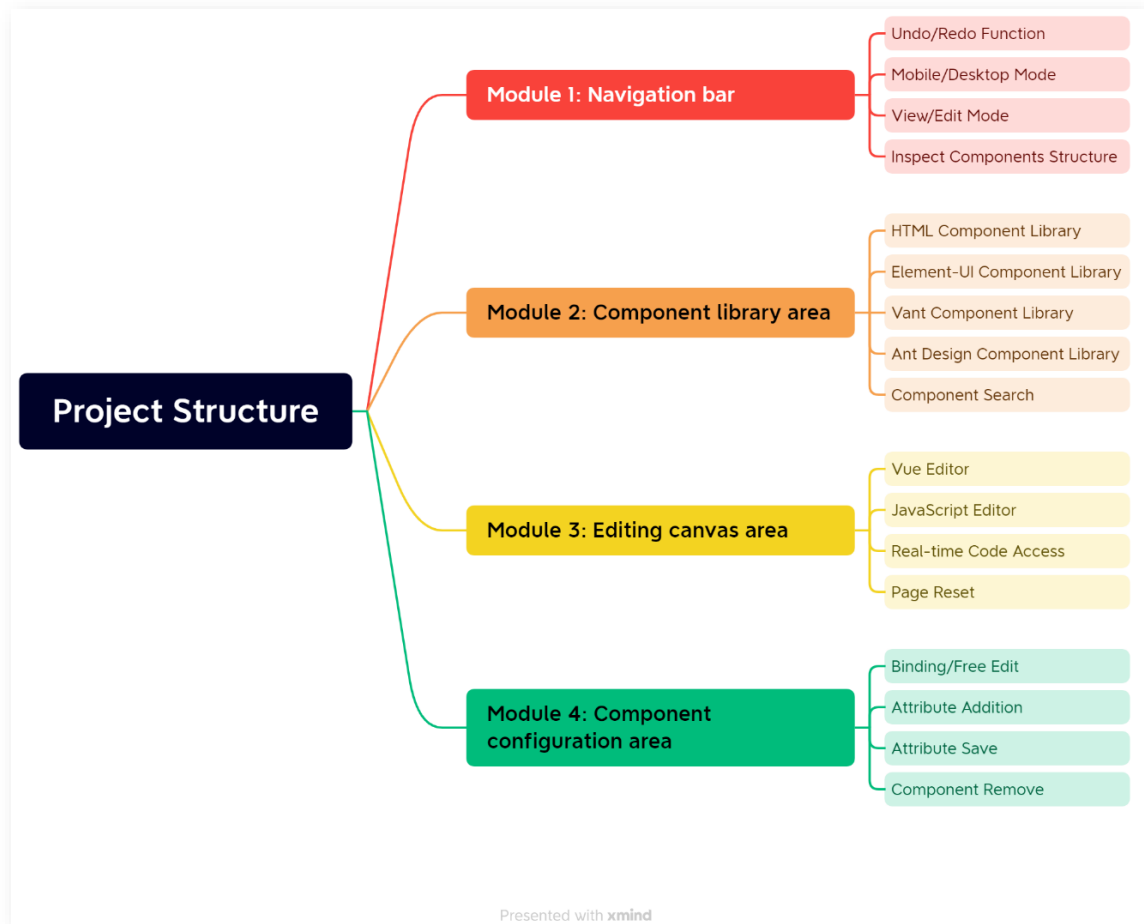 Project Structure
Module 1: Navigation bar
Undo/Redo Function
Mobile/Desktop Mode
View/Edit Mode
Inspect Components Structure
Module 2: Component library area
HTML Component Library
Element-UI Component Library
Vant Component Library
Ant Design Component Library
Component Search
Module 3: Editing canvas area
Vue Editor
JavaScript Editor
Real-time Code Access
Page Reset
Module 4: Component
configuration area
Binding/Free Edit
Attribute Addition
Attribute Save
Component Remove
Presented with xmind